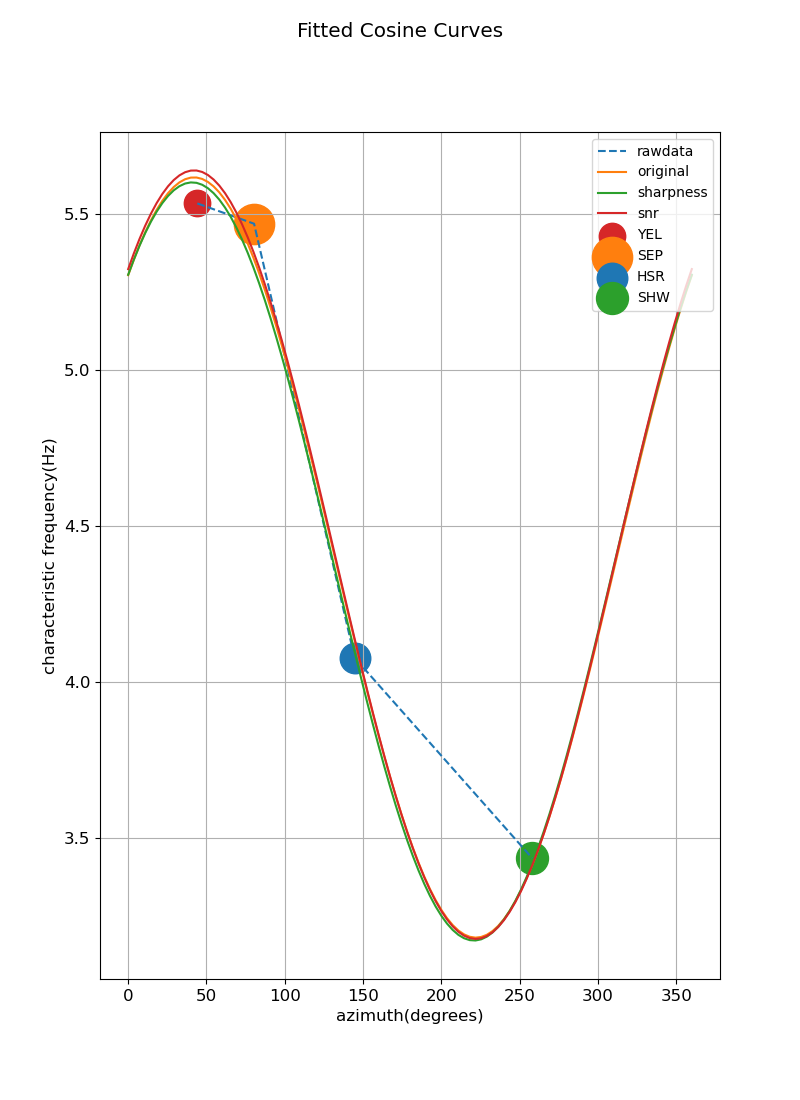 Fitted Cosine Curves
rawdata
original
sharpness
snr
YEL
SEP
HSR
SHW
5.5
5.0
4.5
4.0
3.5
characteristic frequency(Hz)
0 50 100 150 200 250 300 350
azimuth(degrees)